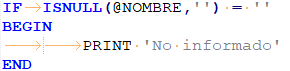 IF ISNULL(@NOMBRE,'') = ''
BEGIN
PRINT 'No informado'
END